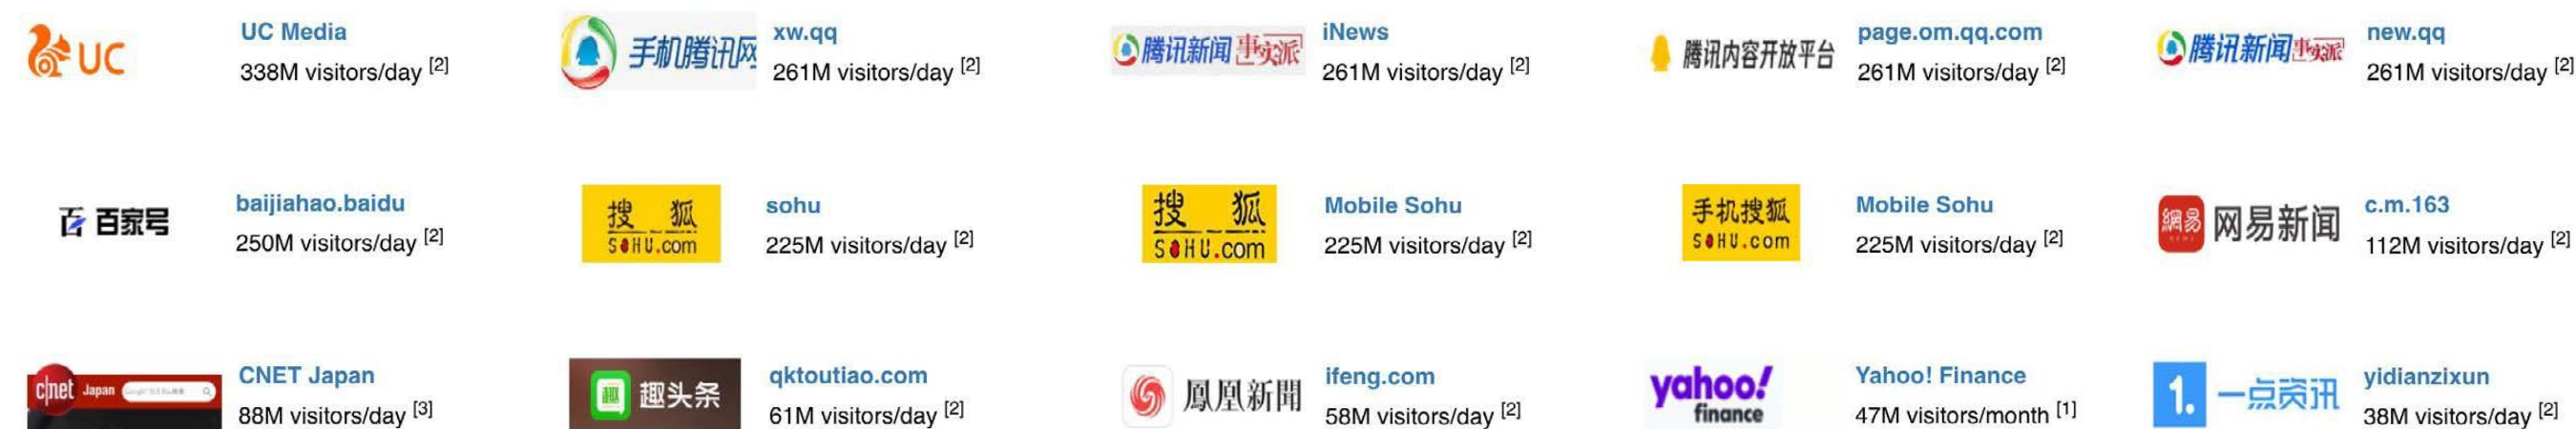 UC
UC Media
338M visitors/day [2]
手机腾讯网
xw.qq
261M visitors/day [2]
腾讯新闻 事实派
iNews
261M visitors/day [2]
腾讯内容开放平台
page.om.qq.com
261M visitors/day [2]
腾讯新闻 事实派
new.qq
261M visitors/day [2]
百家号
baijiahao.baidu
250M visitors/day [2]
搜狐
SOHU.com
sohu
225M visitors/day [2]
搜狐
SOHU.com
Mobile Sohu
225M visitors/day [2]
手机搜狐
SOHU.com
Mobile Sohu
225M visitors/day [2]
網易
NEWS
网易新闻
c.m.163
112M visitors/day [2]
c|net Japan
CNET Japan
88M visitors/day [3]
趣
趣头条
qktoutiao.com
61M visitors/day [2]
鳳凰新聞
ifeng.com
58M visitors/day [2]
yahoo!
finance
Yahoo! Finance
47M visitors/month [1]
1.
一点资讯
yidianzixun
38M visitors/day [2]